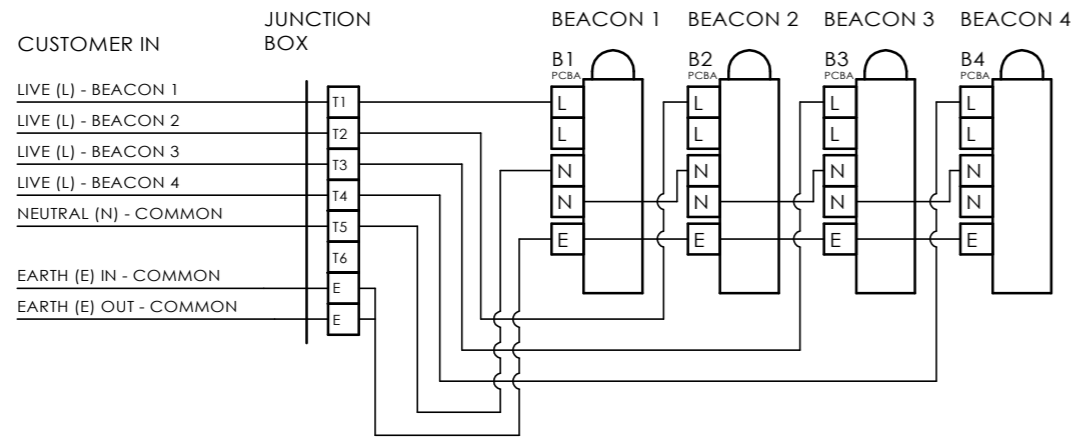 CUSTOMER IN
JUNCTION
BOX
BEACON 1
BEACON 2
BEACON 3
BEACON 4
LIVE (L) - BEACON 1
LIVE (L) - BEACON 2
LIVE (L) - BEACON 3
LIVE (L) - BEACON 4
NEUTRAL (N) - COMMON
EARTH (E) IN - COMMON
EARTH (E) OUT - COMMON
T1
T2
T3
T4
T5
T6
E
E
B1
PCBA
L
L
N
N
E
B2
PCBA
L
L
N
N
E
B3
PCBA
L
L
N
N
E
B4
PCBA
L
L
N
N
E